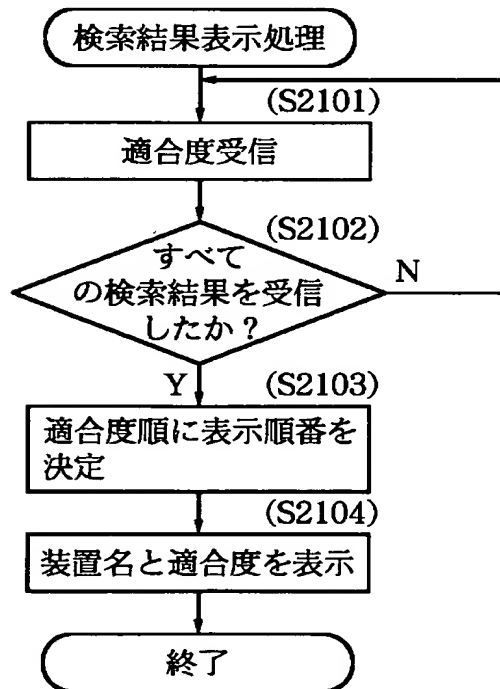 検索結果表示処理
(S2101)
適合度受信
(S2102)
すべて
の検索結果を受信
したか？
N
Y
(S2103)
適合度順に表示順番を
決定
(S2104)
装置名と適合度を表示
終了